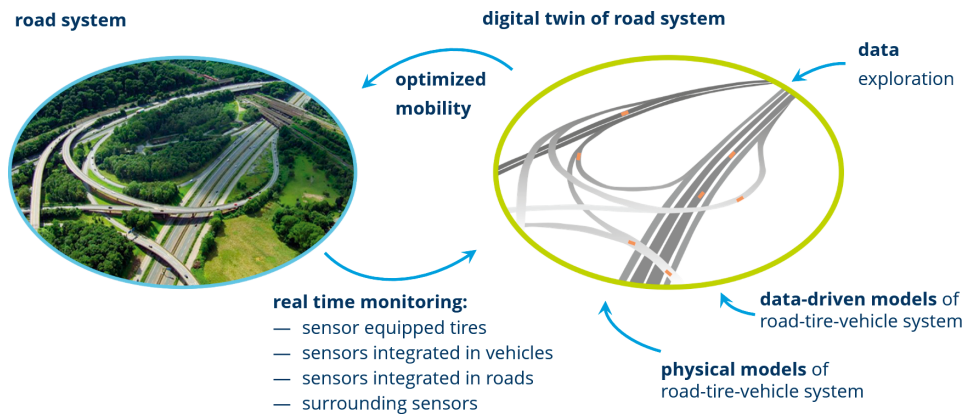 road system
digital twin of road system
optimized
mobility
data
exploration
real time monitoring:
— sensor equipped tires
— sensors integrated in vehicles
— sensors integrated in roads
— surrounding sensors
data-driven models of
road-tire-vehicle system
physical models of
road-tire-vehicle system